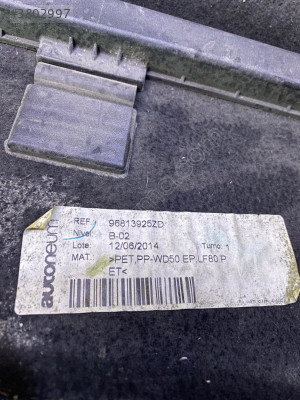 autoneum
REF.: 96813925ZD
Nivel: B-02
Lote: 12/06/2014 Turno: 1
MAT.: >PET,PP-WD50.EP,LF80.P
ET<